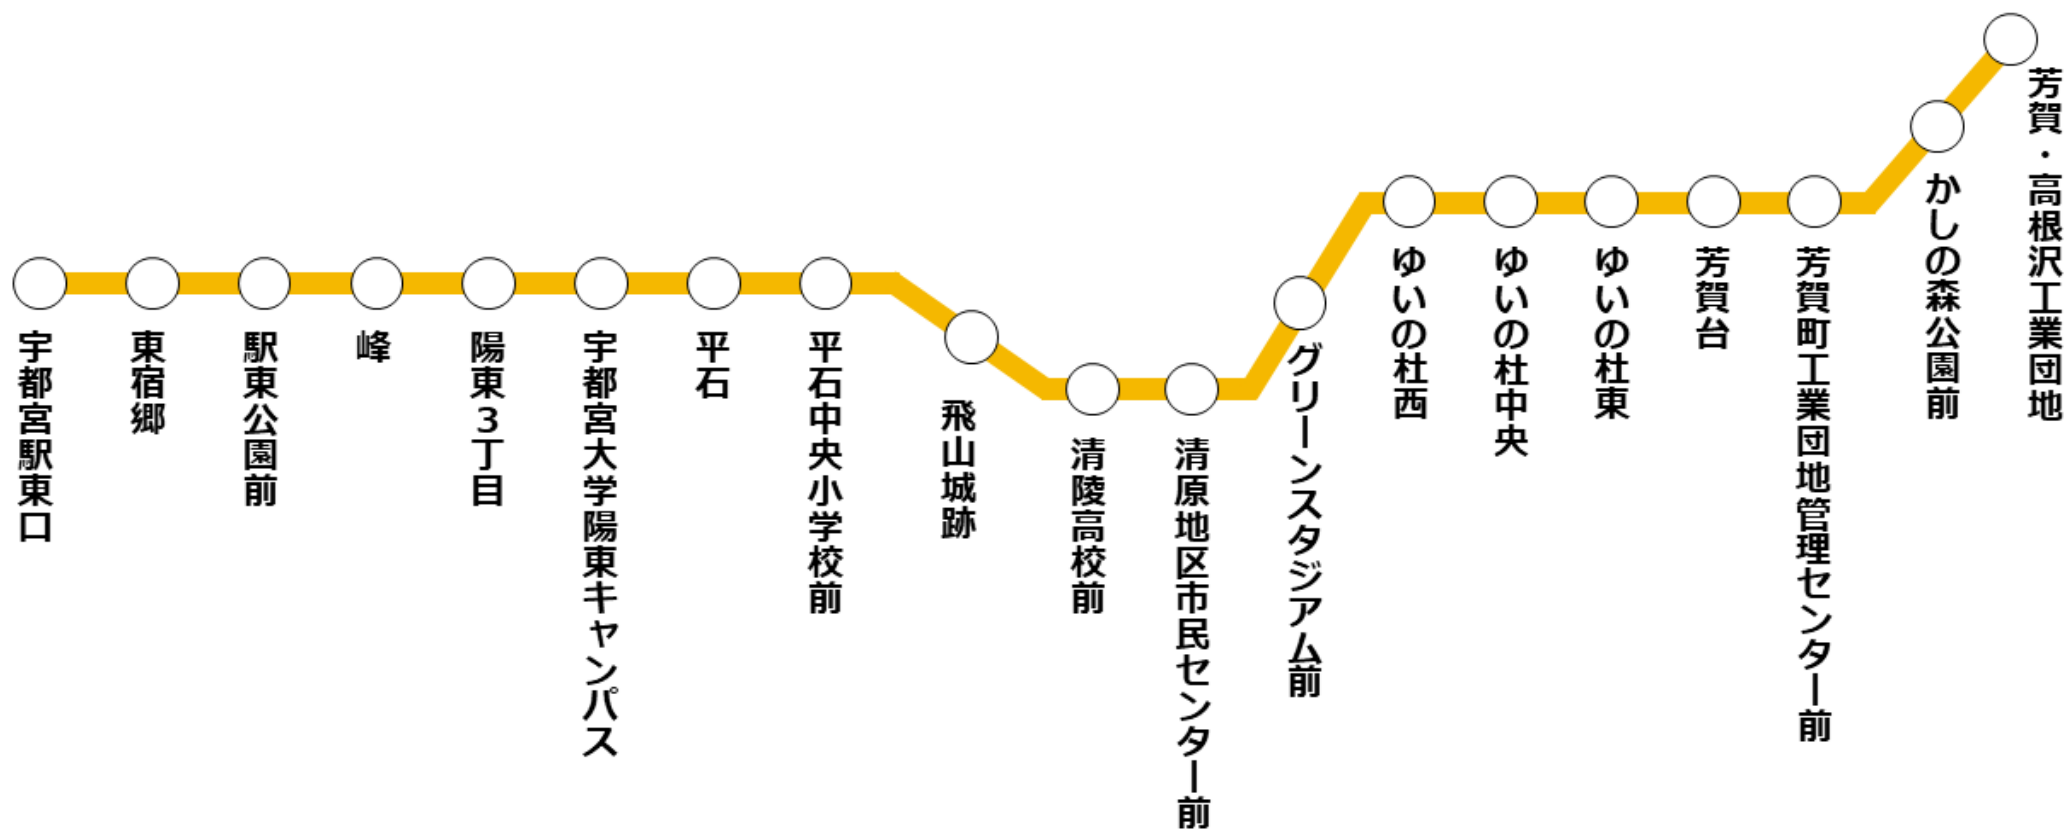 宇都宮駅東口
東宿郷
駅東公園前
峰
陽東3丁目
宇都宮大学陽東キャンパス
平石
平石中央小学校前
飛山城跡
清陵高校前
清原地区市民センター前
グリーンスタジアム前
ゆいの杜西
ゆいの杜中央
ゆいの杜東
芳賀台
芳賀町工業団地管理センター前
かしの森公園前
芳賀・高根沢工業団地